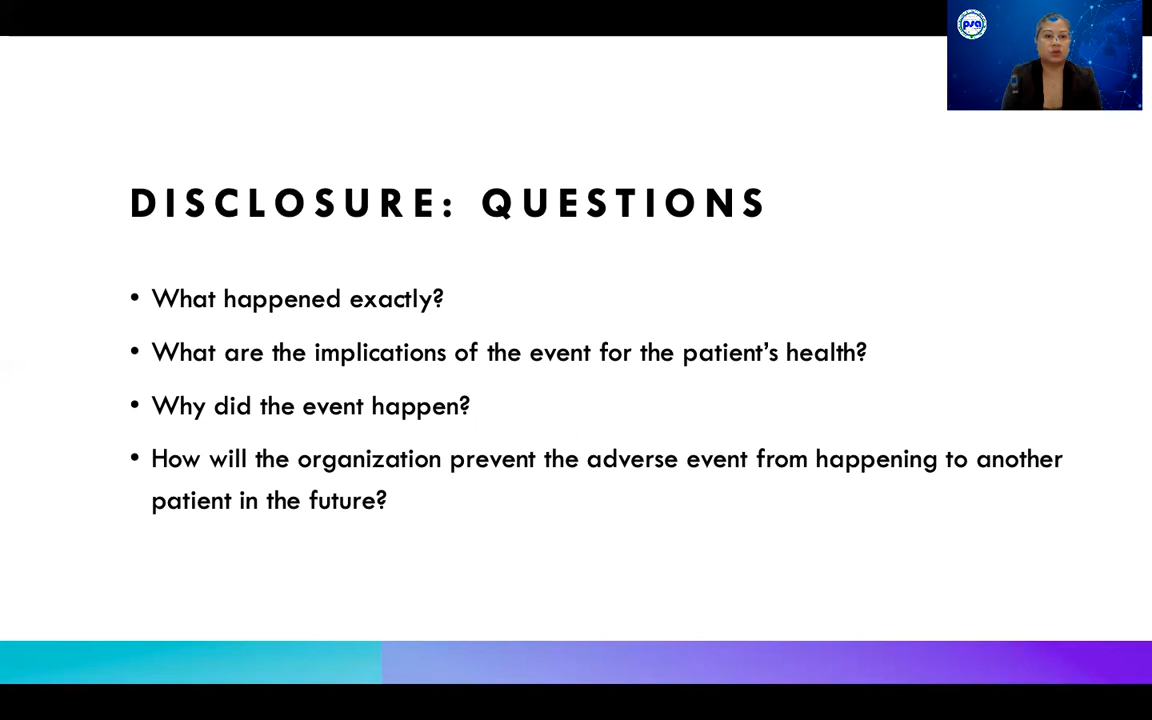 psa
DISCLOSURE: QUESTIONS
• What happened exactly?
• What are the implications of the event for the patient's health?
• Why did the event happen?
• How will the organization prevent the adverse event from happening to another
patient in the future?